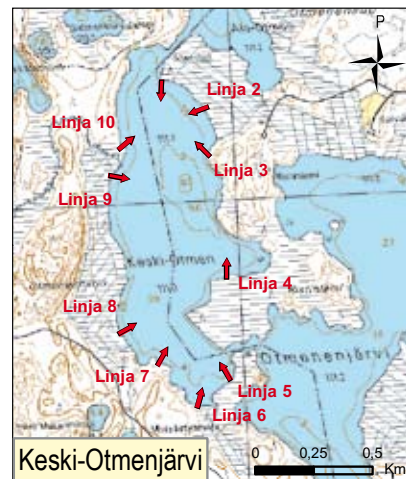 P
Linja 2
Linja 10
Linja 3
Linja 9
Keski-Otmen
Linja 4
Linja 8
Otmonenjärvi
Linja 7
Linja 5
Linja 6
Keski-Otmenjärvi
0 0,25 0,5
Km